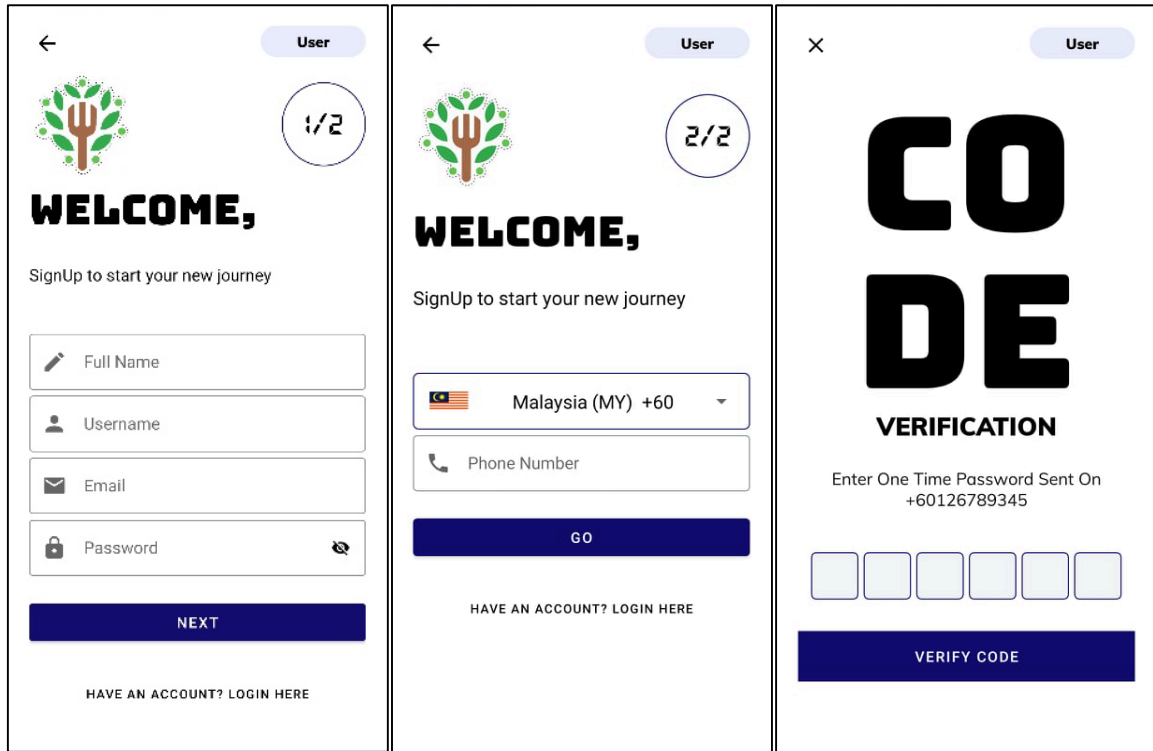 User
1/2
WELCOME,
SignUp to start your new journey
Full Name
Username
Email
Password
NEXT
HAVE AN ACCOUNT? LOGIN HERE
User
2/2
WELCOME,
SignUp to start your new journey
Malaysia (MY) +60
Phone Number
GO
HAVE AN ACCOUNT? LOGIN HERE
User
CO
DE
VERIFICATION
Enter One Time Password Sent On
+60126789345
VERIFY CODE